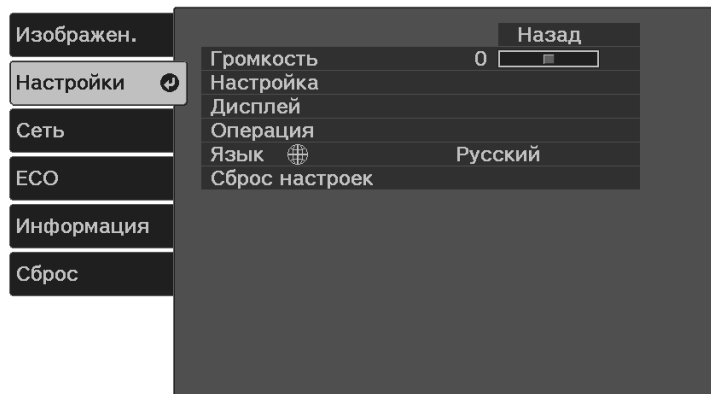 Изображен.
Настройки
Сеть
ECO
Информация
Сброс
Назад
Громкость 0
Настройка
Дисплей
Операция
Язык Русский
Сброс настроек